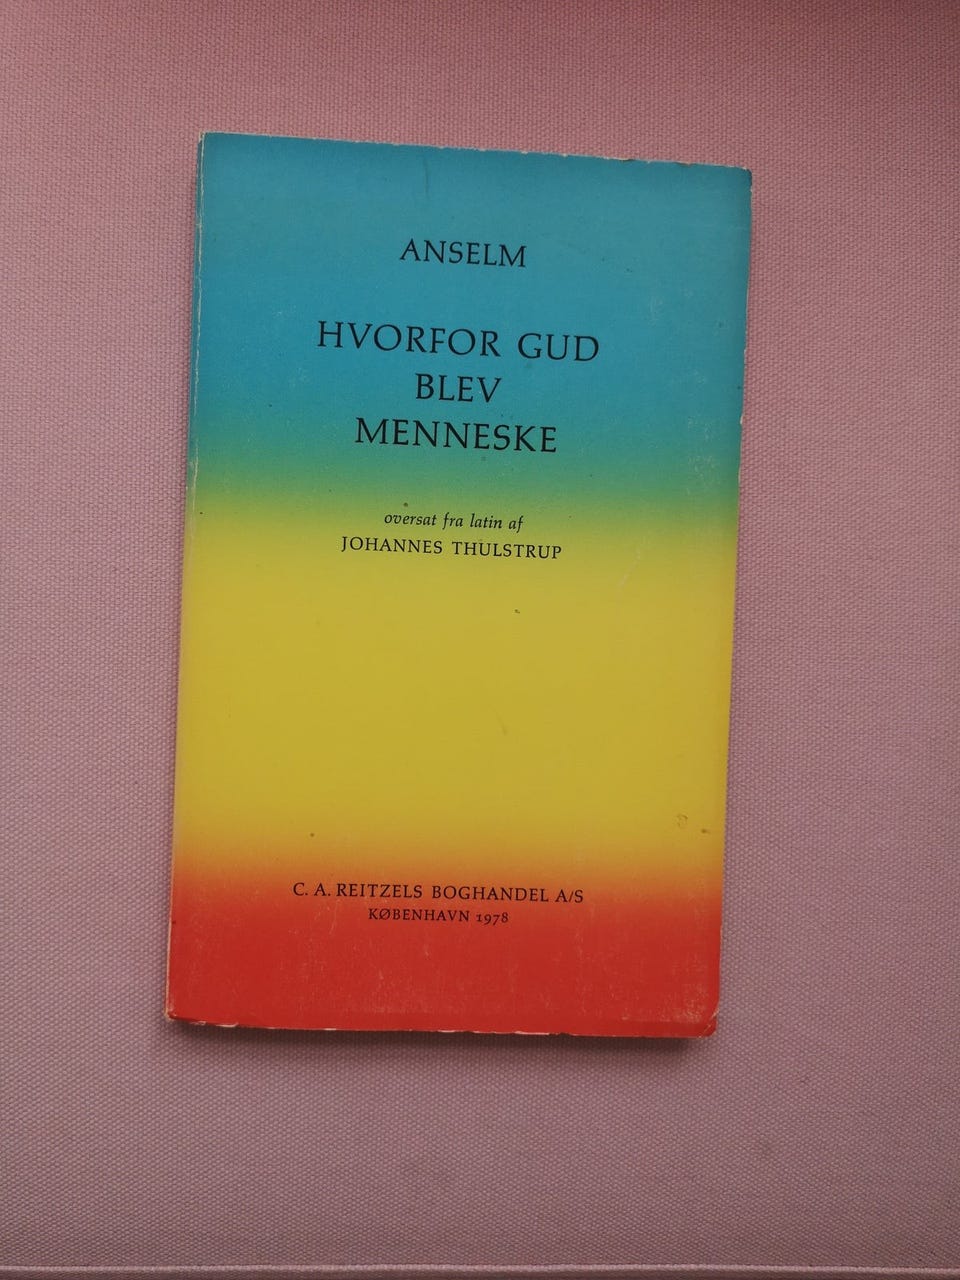 ANSELM
HVORFOR GUD
BLEV
MENNESKE
oversat fra latin af
JOHANNES THULSTRUP
C. A. REITZELS BOGHANDEL A/S
KØBENHAVN 1978